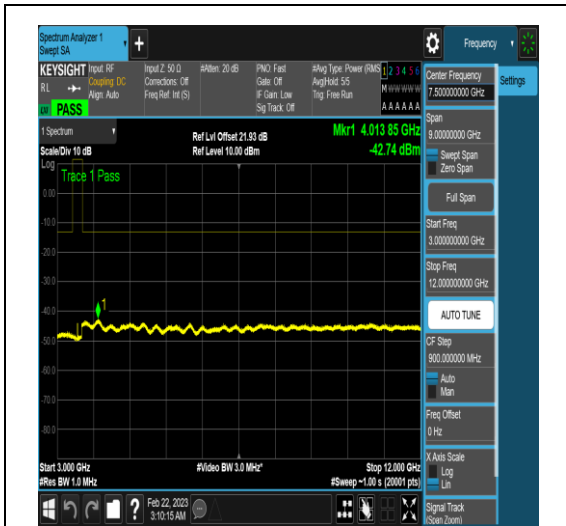 Spectrum Analyzer 1
Swept SA
+
Frequency
KEYSIGHT
Input: RF
Coupling: DC
Align: Auto
Input Z: 50 Ω
Corrections: Off
Freq Ref: Int (S)
#Atten: 20 dB
PNO: Fast
Gate: Off
IF Gain: Low
Sig Track: Off
#Avg Type: Power (RMS
Avg|Hold: 5/5
Trig: Free Run
1 2 3 4 5 6
M W W W W W
A A A A A A
RL
PASS
Settings
Center Frequency
7.500000000 GHz
Span
9.00000000 GHz
Swept Span
Zero Span
Full Span
Start Freq
3.000000000 GHz
Stop Freq
12.000000000 GHz
AUTO TUNE
CF Step
900.000000 MHz
Auto
Man
Freq Offset
0 Hz
X Axis Scale
Log
Lin
Signal Track
(Span Zoom)
1 Spectrum
Scale/Div 10 dB
Ref Lvl Offset 21.93 dB
Ref Level 10.00 dBm
Mkr1 4.013 85 GHz
-42.74 dBm
Log
Trace 1 Pass
0.00
-10.0
-20.0
-30.0
-40.0
-50.0
-60.0
-70.0
-80.0
1
Start 3.000 GHz
#Res BW 1.0 MHz
#Video BW 3.0 MHz*
Stop 12.000 GHz
#Sweep ~1.00 s (20001 pts)
?
Feb 22, 2023
3:10:15 AM